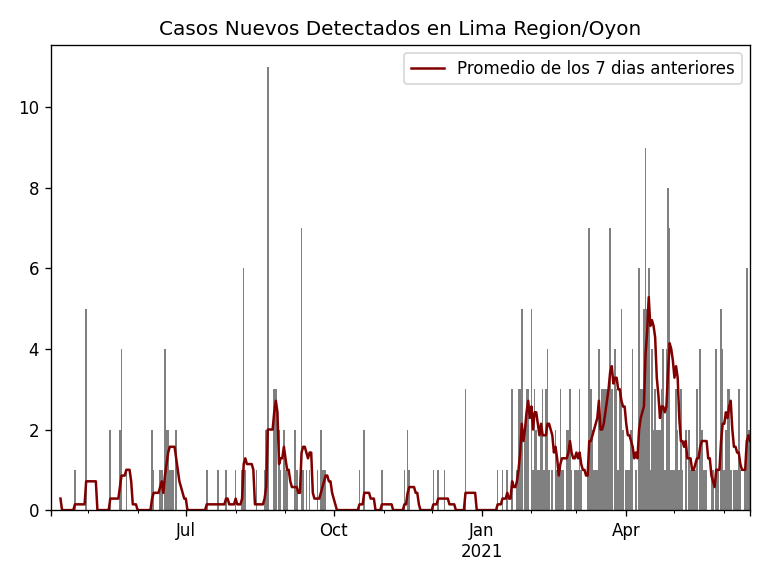 Casos Nuevos Detectados en Lima Region/Oyon
Promedio de los 7 dias anteriores
10
8
6
4
2
0
Jul
Oct
Jan
2021
Apr